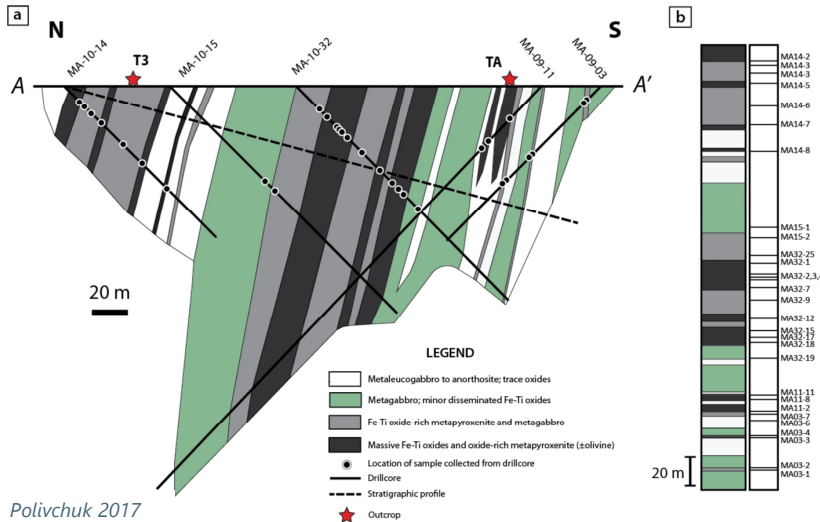 a
N
S
b
MA-10-14
T3
MA-10-15
MA-10-32
TA
MA-09-11
MA-09-03
A
A'
20 m
LEGEND
Metaleucogabbro to anorthosite; trace oxides
Metagabbro; minor disseminated Fe-Ti oxides
Fe-Ti oxide-rich metapyroxenite and metagabbro
Massive Fe-Ti oxides and oxide-rich metapyroxenite (±olivine)
Location of sample collected from drillcore
Drillcore
Stratigraphic profile
Outcrop
Polivchuk 2017
MA14-2
MA14-3
MA14-3
MA14-5
MA14-6
MA14-7
MA14-8
MA15-1
MA15-2
MA32-25
MA32-1
MA32-2,3,
MA32-7
MA32-9
MA32-12
MA32-15
MA32-17
MA32-18
MA32-19
MA11-11
MA11-8
MA11-2
MA03-7
MA03-6
MA03-4
MA03-3
MA03-2
MA03-1
20 m